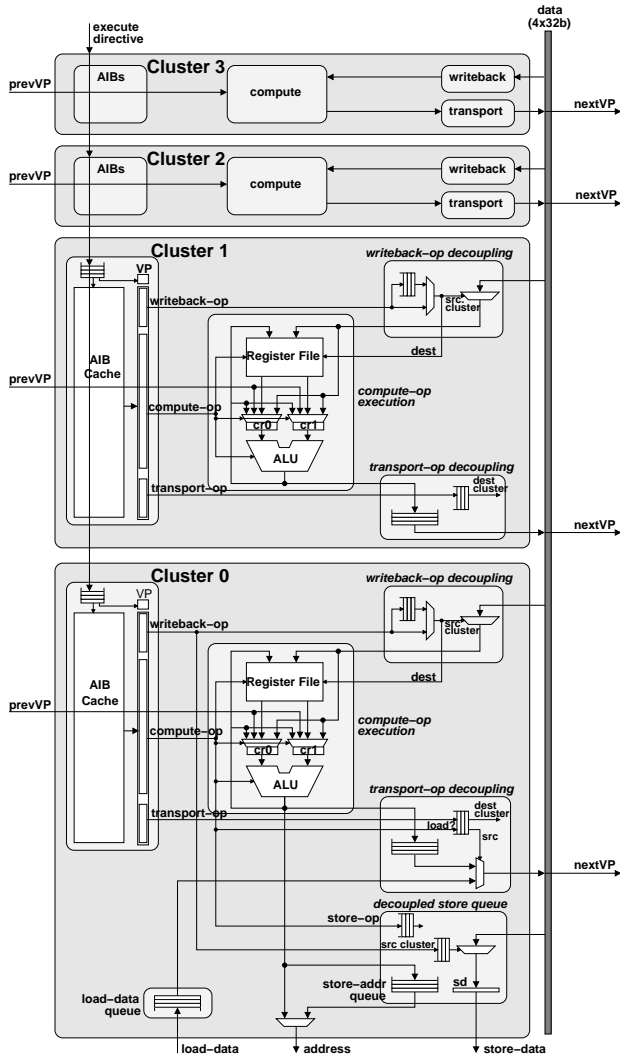 execute
directive
data
(4x32b)
Cluster 3
AIBs
prevVP
compute
writeback
transport
nextVP
Cluster 2
AIBs
prevVP
compute
writeback
transport
nextVP
Cluster 1
VP
writeback−op decoupling
writeback−op
src.
cluster
dest
AIB
Cache
Register File
prevVP
compute−op
compute−op
execution
cr0
cr1
ALU
transport−op decoupling
transport−op
dest
cluster
nextVP
Cluster 0
VP
writeback−op decoupling
writeback−op
src
cluster
dest
AIB
Cache
Register File
prevVP
compute−op
compute−op
execution
cr0
cr1
ALU
transport−op decoupling
transport−op
dest
cluster
load?
src
nextVP
decoupled store queue
store−op
src cluster
store−addr
queue
sd
load−data
queue
load−data
address
store−data